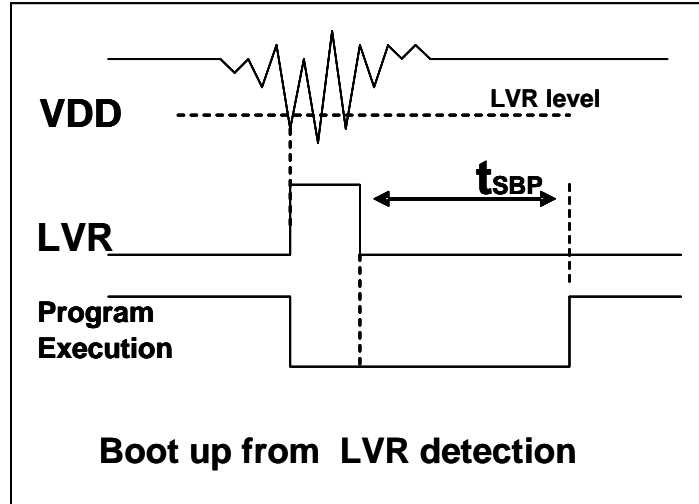 VDD
LVR level
tSBP
LVR
Program
Execution
Boot up from LVR detection